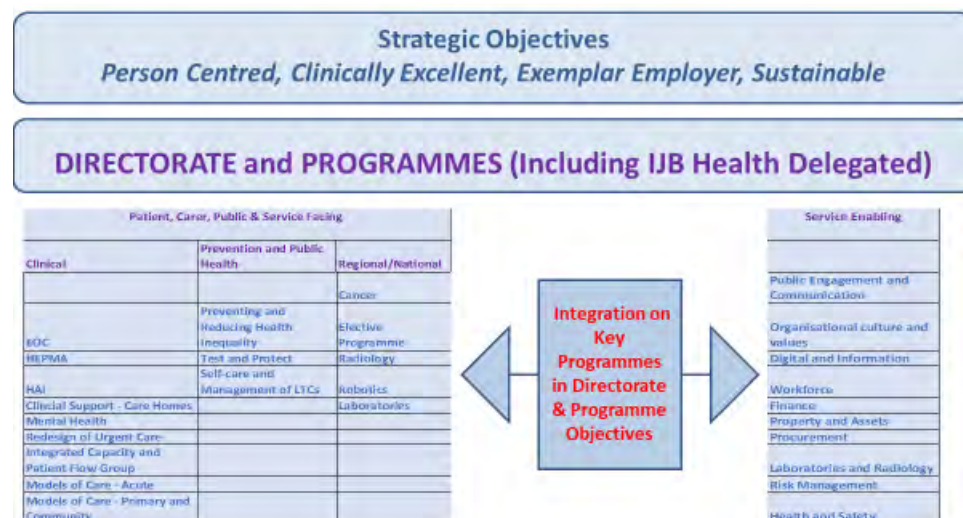 Strategic Objectives
Person Centred, Clinically Excellent, Exemplar Employer, Sustainable
DIRECTORATE and PROGRAMMES (Including IJB Health Delegated)
Patient, Carer, Public & Service Facing
Clinical
Prevention and Public
Health
Regional/National
Cancer
EOC
Preventing and
Reducing Health
Inequality
Elective
Programme
HEPMA
Test and Protect
Radiology
HAI
Self-care and
Management of LTCs
Robotics
Clincial Support - Care Homes
Laboratories
Mental Health
Redesign of Urgent Care
Integrated Capacity and
Patient Flow Group
Models of Care - Acute
Models of Care - Primary and
Community
Integration on
Key
Programmes
in Directorate
& Programme
Objectives
Service Enabling
Public Engagement and
Communication
Organisational culture and
values
Digital and Information
Workforce
Finance
Property and Assets
Procurement
Laboratories and Radiology
Risk Management
Health and Safety